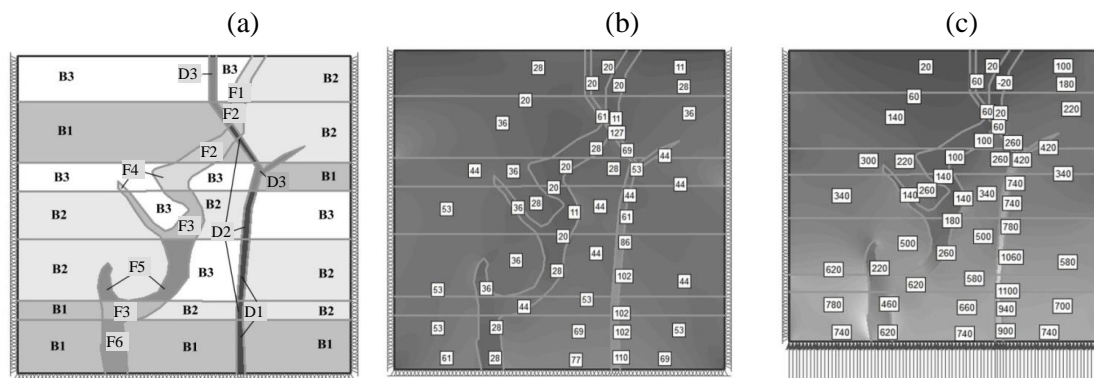 (a)
(b)
(c)
B3 D3 B3 B2
F1
F2
B1 B2
F2
B3 F4 B3 D3 B1
B2 B3 F3 B2 D2 B3
B2 F5 B3 B2
B1 F3 B2 D1 B2
B1 F6 B1 B1
28 20 11
20 20 28
20
36 61 11 36
127
28 69 44
44 36 20 28 53
20 44 44
53 36 28 11 44 61
20 86
36 28 44
53 36 44 53 102 44
102
53 28 69 102 53
61 28 77 110 69
20 20 100
60 -20 180
60
140 60 20 220
60
100 260 420
300 220 100 260 420
140 340
340 140 260 140 340 740
740
180 780
500 260 500 1060
620 220 580 580
620 1100
780 460 660 940 700
740 620 740 900 740